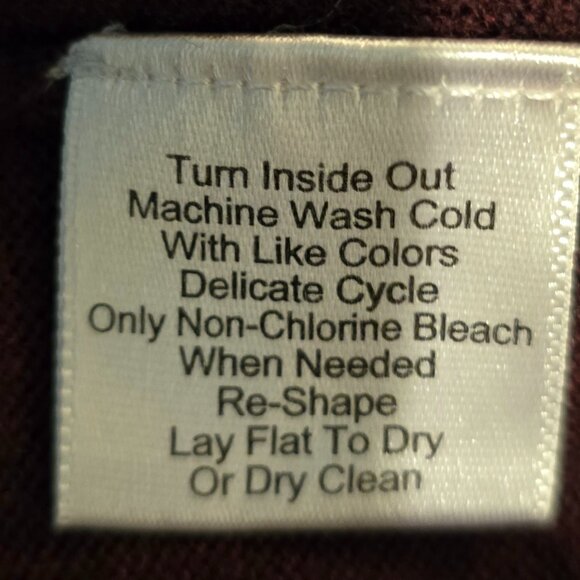 Turn Inside Out
Machine Wash Cold
With Like Colors
Delicate Cycle
Only Non-Chlorine Bleach
When Needed
Re-Shape
Lay Flat To Dry
Or Dry Clean